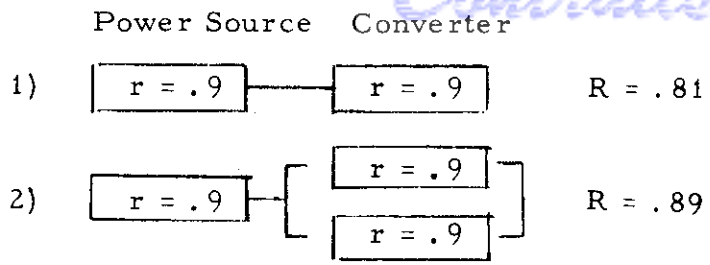 Power Source Converter
1) r = .9 r = .9 R = .81
r = .9
2) r = .9 R = .89
r = .9